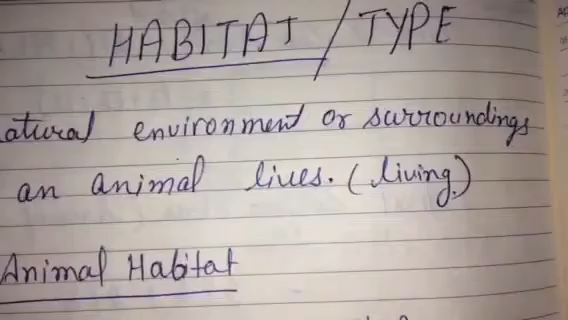 HABITAT / TYPE
atural environment or surroundings
an animal lives. (living)
Animal Habitat